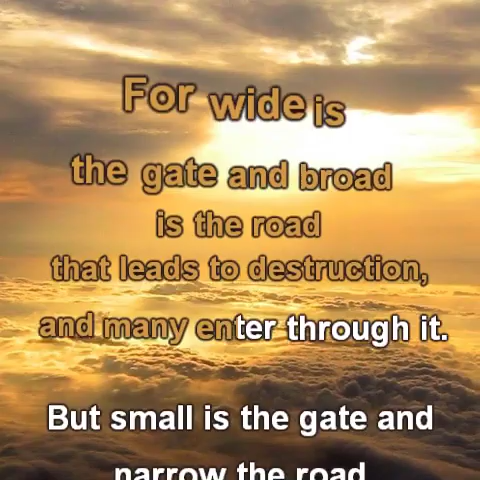 For wide is
the gate and broad
is the road
that leads to destruction,
and many enter through it.
But small is the gate and
narrow the road